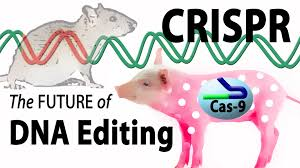 CRISPR
The FUTURE of
DNA Editing
Cas-9